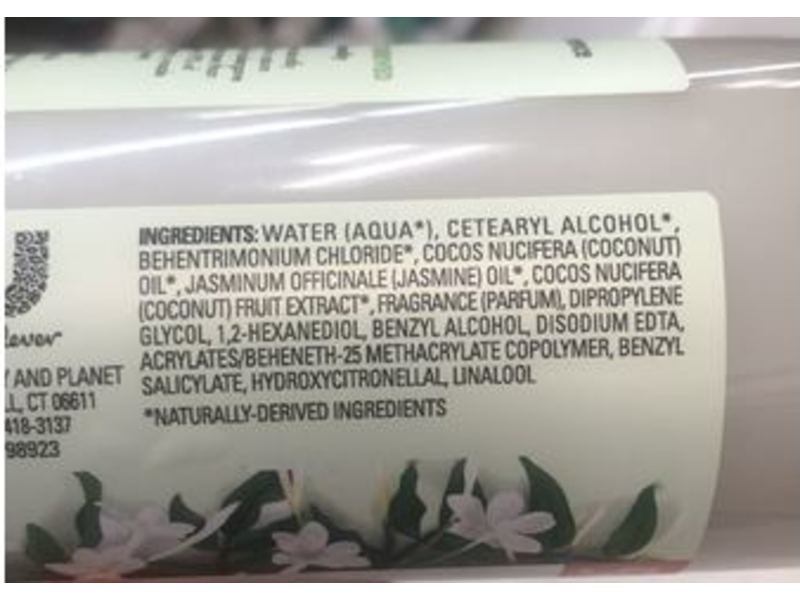 INGREDIENTS: WATER (AQUA*), CETEARYL ALCOHOL*,
BEHENTRIMONIUM CHLORIDE*, COCOS NUCIFERA (COCONUT)
OIL*, JASMINUM OFFICINALE (JASMINE) OIL*, COCOS NUCIFERA
(COCONUT) FRUIT EXTRACT*, FRAGRANCE (PARFUM), DIPROPYLENE
GLYCOL, 1,2-HEXANEDIOL, BENZYL ALCOHOL, DISODIUM EDTA,
ACRYLATES/BEHENETH-25 METHACRYLATE COPOLYMER, BENZYL
SALICYLATE, HYDROXYCITRONELLAL, LINALOOL
*NATURALLY-DERIVED INGREDIENTS
AND PLANET
CT 06611
418-3137
98923